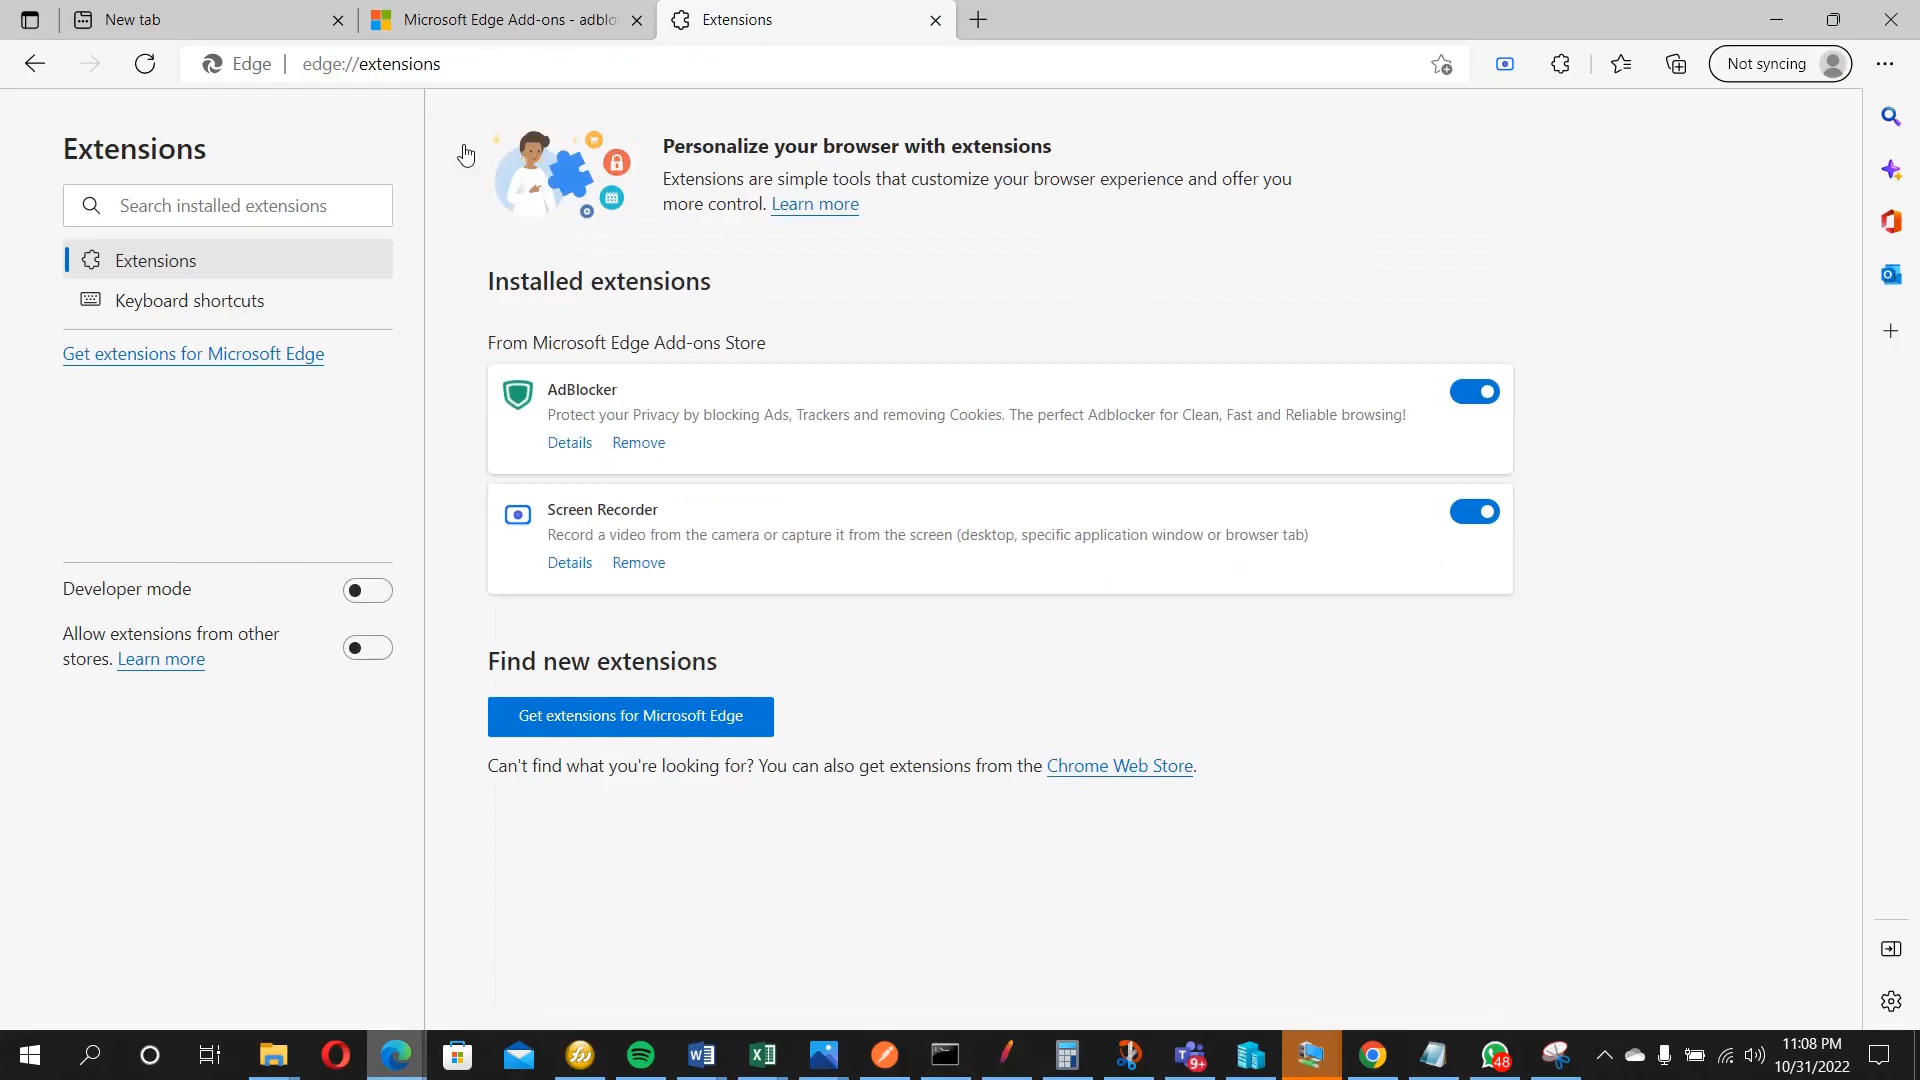 New tab
Microsoft Edge Add-ons - adblo
Extensions
Edge
edge://extensions
Not syncing
Extensions
Search installed extensions
Extensions
Keyboard shortcuts
Get extensions for Microsoft Edge
Developer mode
Allow extensions from other
stores. Learn more
Personalize your browser with extensions
Extensions are simple tools that customize your browser experience and offer you
more control. Learn more
Installed extensions
From Microsoft Edge Add-ons Store
AdBlocker
Protect your Privacy by blocking Ads, Trackers and removing Cookies. The perfect Adblocker for Clean, Fast and Reliable browsing!
Details Remove
Screen Recorder
Record a video from the camera or capture it from the screen (desktop, specific application window or browser tab)
Details Remove
Find new extensions
Get extensions for Microsoft Edge
Can't find what you're looking for? You can also get extensions from the Chrome Web Store.
9+
48
11:08 PM
10/31/2022